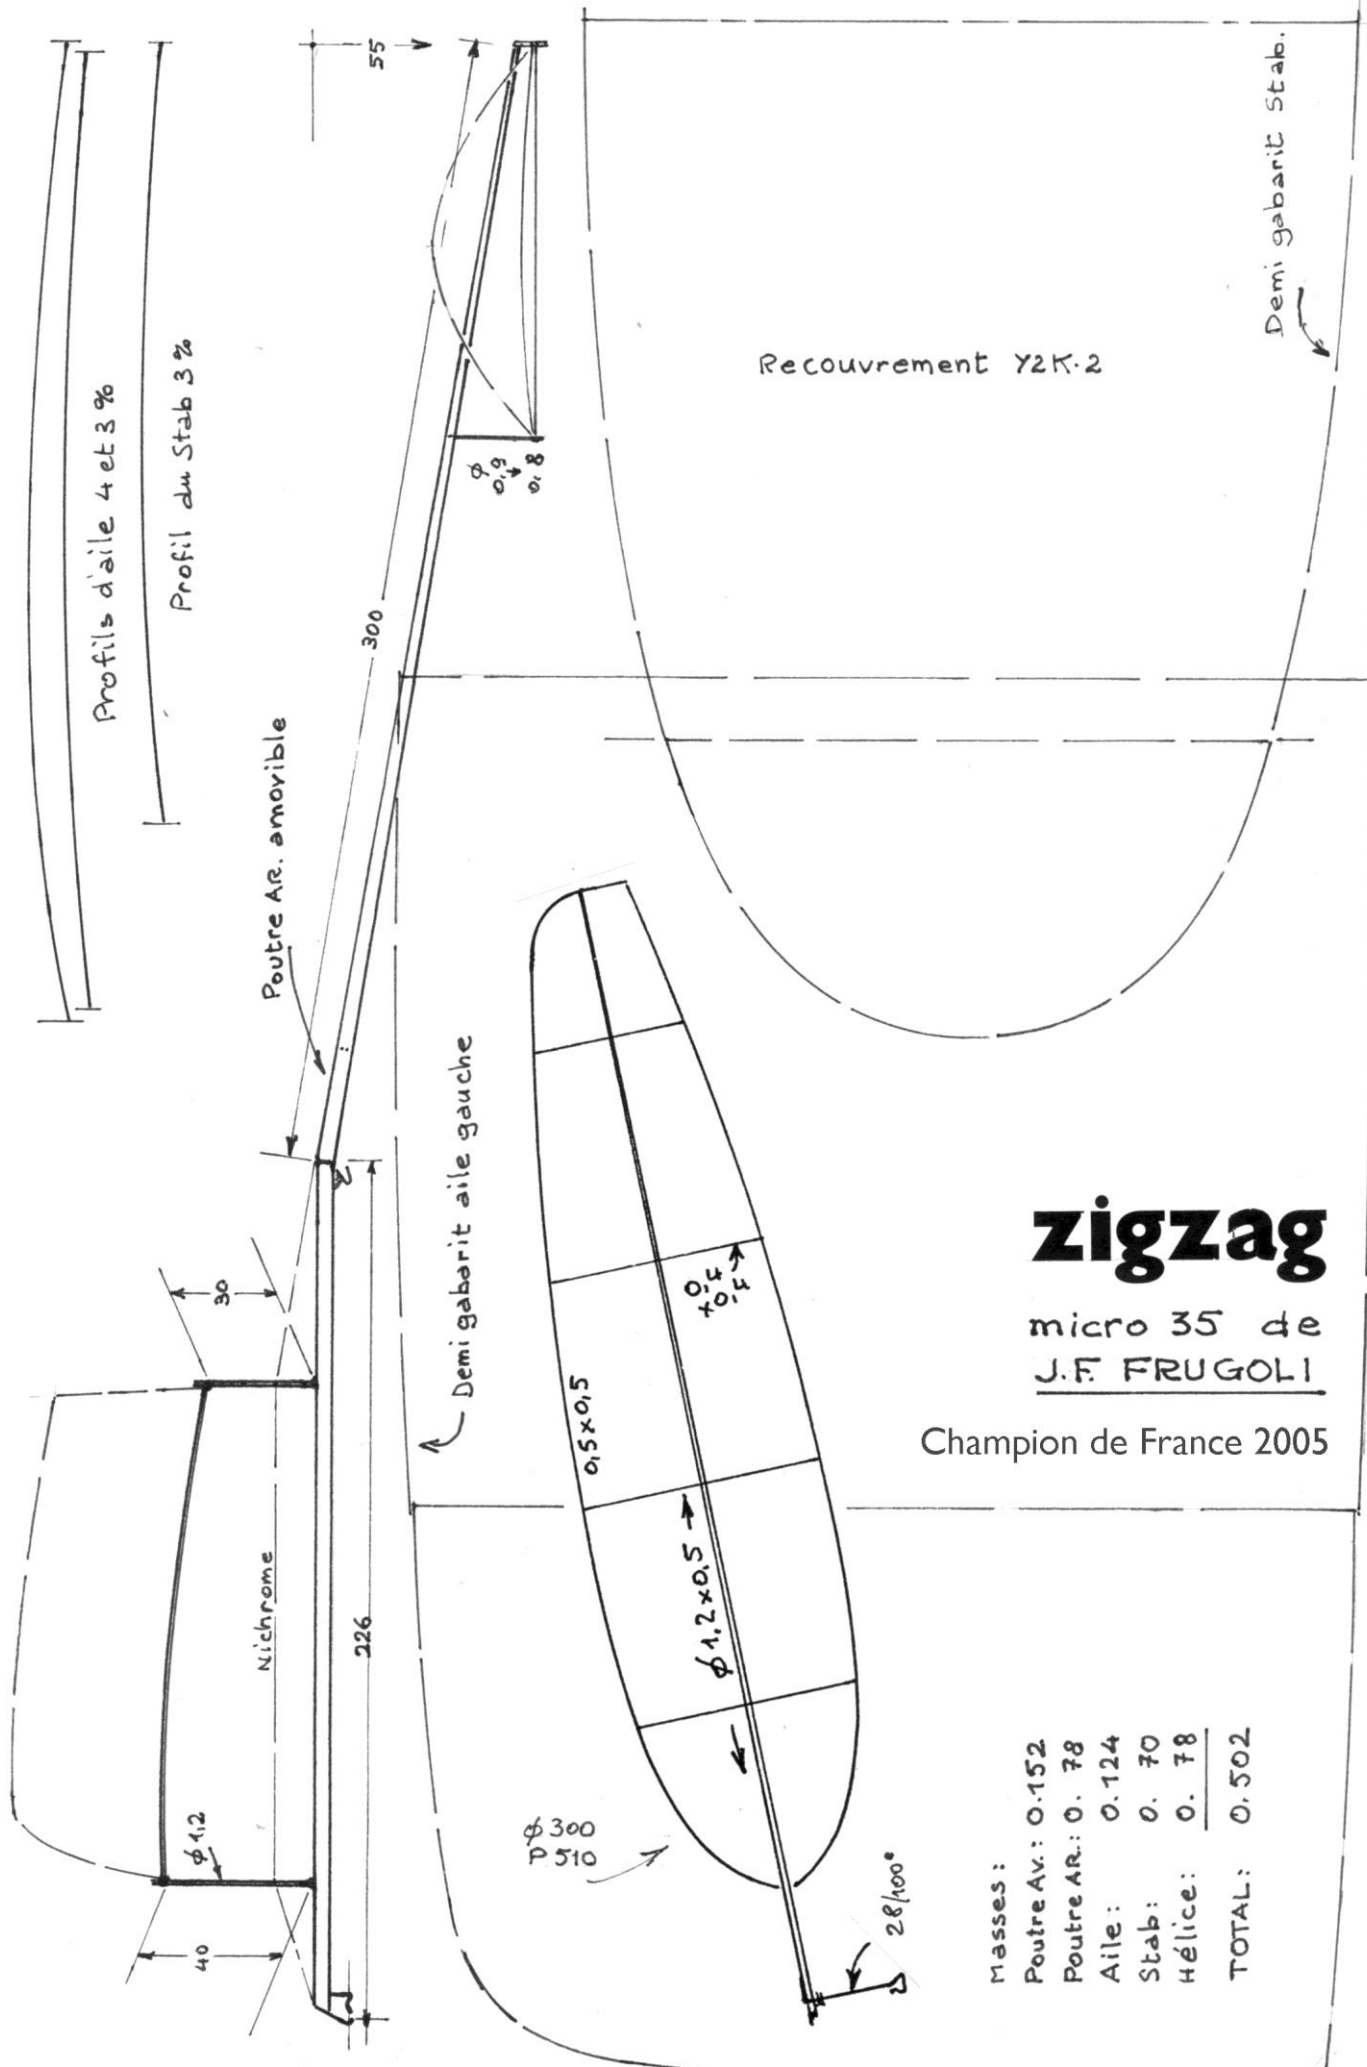 55
Profils d'aile 4 et 3 %
Profil du Stab 3 %
Poutre AR. amovible
300
ϕ
0,9
0,8
Recouvrement Y2K.2
Demi gabarit Stab.
30
Demi gabarit aile gauche
Nichrome
226
ϕ1,2
40
0,5x0,5
0,4
x
0,4
ϕ1,2x0,5
ϕ300
P.510
28/100°
zigzag
micro 35 de
J.F. FRUGOLI
Champion de France 2005
Masses:
Poutre Av.: 0.152
Poutre AR.: 0. 78
Aile: 0.124
Stab: 0. 70
Hélice: 0. 78
TOTAL: 0,502